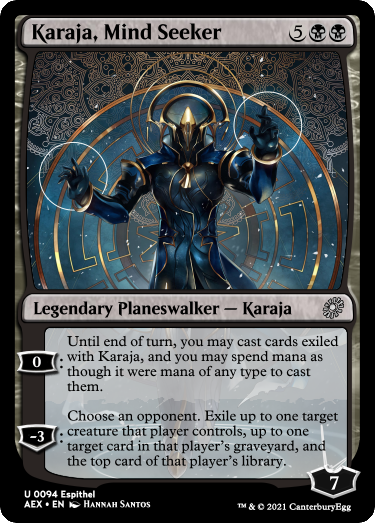 Karaja, Mind Seeker 5
Legendary Planeswalker — Karaja
Until end of turn, you may cast cards exiled
0 : with Karaja, and you may spend mana as
though it were mana of any type to cast
them.
Choose an opponent. Exile up to one target
creature that player controls, up to one
-3 : target card in that player's graveyard, and
the top card of that player's library.
7
U 0094 Espithel
AEX • EN Hannah Santos
™ & © 2021 CanterburyEgg